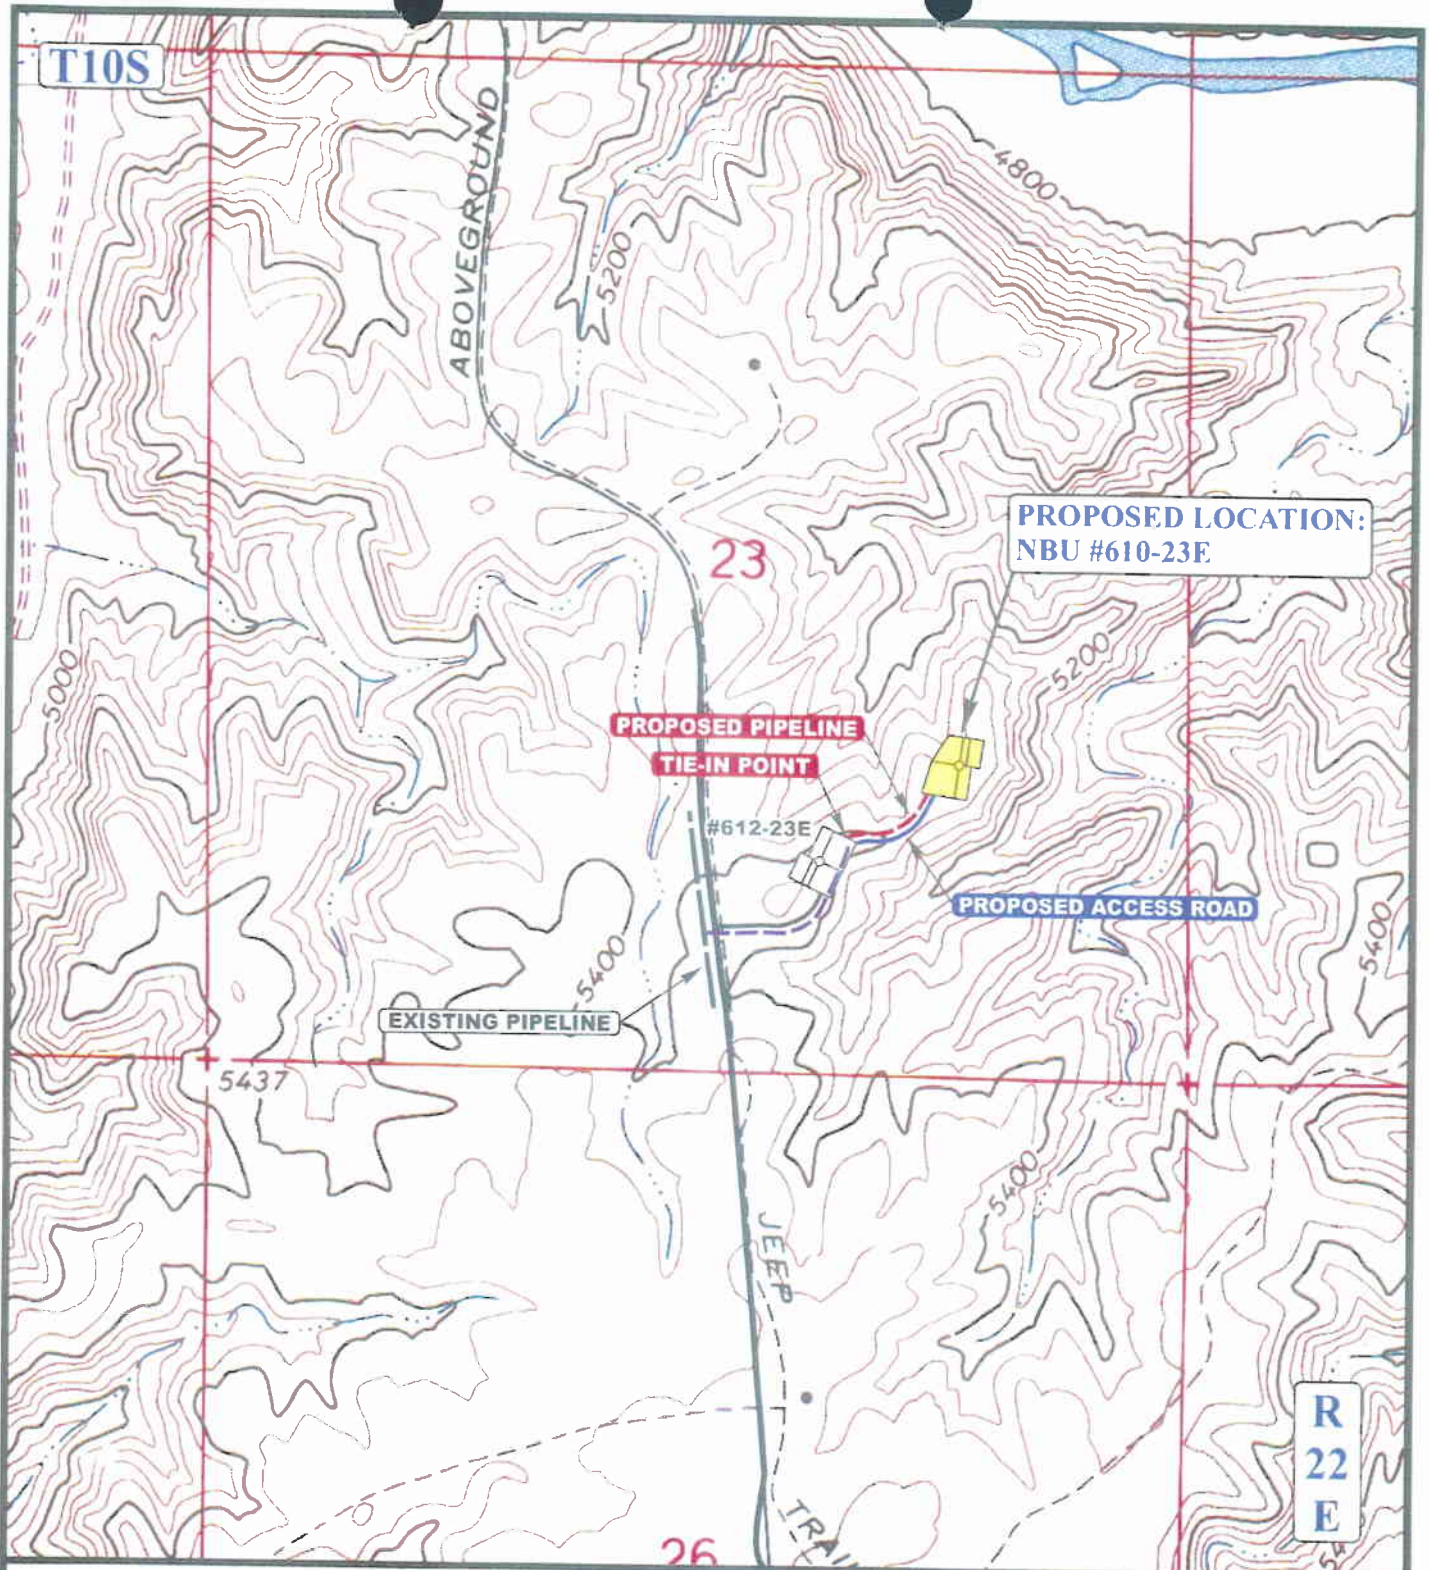 T10S
ABOVEGROUND
4800
5200
PROPOSED LOCATION:
NBU #610-23E
23
5000
5200
PROPOSED PIPELINE
TIE-IN POINT
#612-23E
PROPOSED ACCESS ROAD
5400
5400
EXISTING PIPELINE
5437
5400
JEEP
R
22
E
TRAIL
26